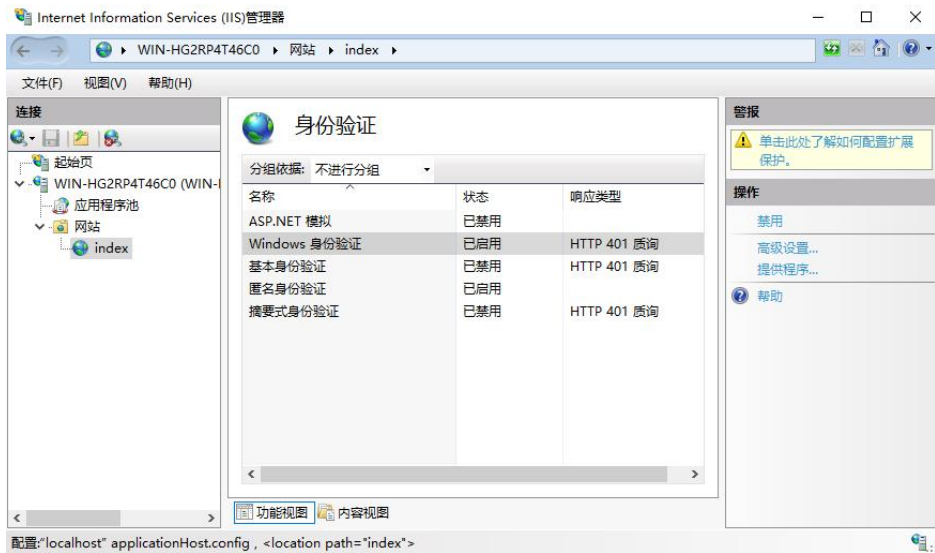 Internet Information Services (IIS)管理器
WIN-HG2RP4T46C0 网站 index
文件(F) 视图(V) 帮助(H)
连接
起始页
WIN-HG2RP4T46C0 (WIN-
应用程序池
网站
index
身份验证
分组依据: 不进行分组
名称 状态 响应类型
ASP.NET 模拟 已禁用
Windows 身份验证 已启用 HTTP 401 质询
基本身份验证 已禁用 HTTP 401 质询
匿名身份验证 已启用
摘要式身份验证 已禁用 HTTP 401 质询
功能视图 内容视图
警报
单击此处了解如何配置扩展
保护。
操作
禁用
高级设置...
提供程序...
帮助
配置:"localhost" applicationHost.config , <location path="index">